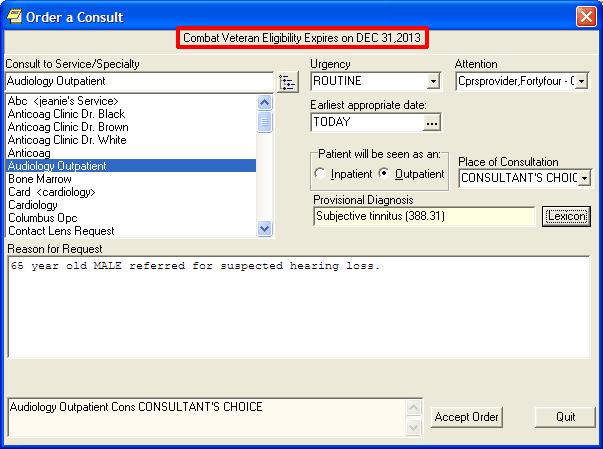 Order a Consult
Combat Veteran Eligibility Expires on DEC 31,2013
Consult to Service/Specialty
Audiology Outpatient
Abc <jeanie's Service>
Anticoag Clinic Dr. Black
Anticoag Clinic Dr. Brown
Anticoag Clinic Dr. White
Anticoag
Audiology Outpatient
Bone Marrow
Card <cardiology>
Cardiology
Columbus Opc
Contact Lens Request
Urgency
ROUTINE
Attention
Cprsprovider,Fortyfour - C
Earliest appropriate date:
TODAY
...
Patient will be seen as an:
Inpatient
Outpatient
Place of Consultation
CONSULTANT'S CHOIC
Provisional Diagnosis
Subjective tinnitus (388.31)
Lexicon
Reason for Request
65 year old MALE referred for suspected hearing loss.
Audiology Outpatient Cons CONSULTANT'S CHOICE
Accept Order
Quit